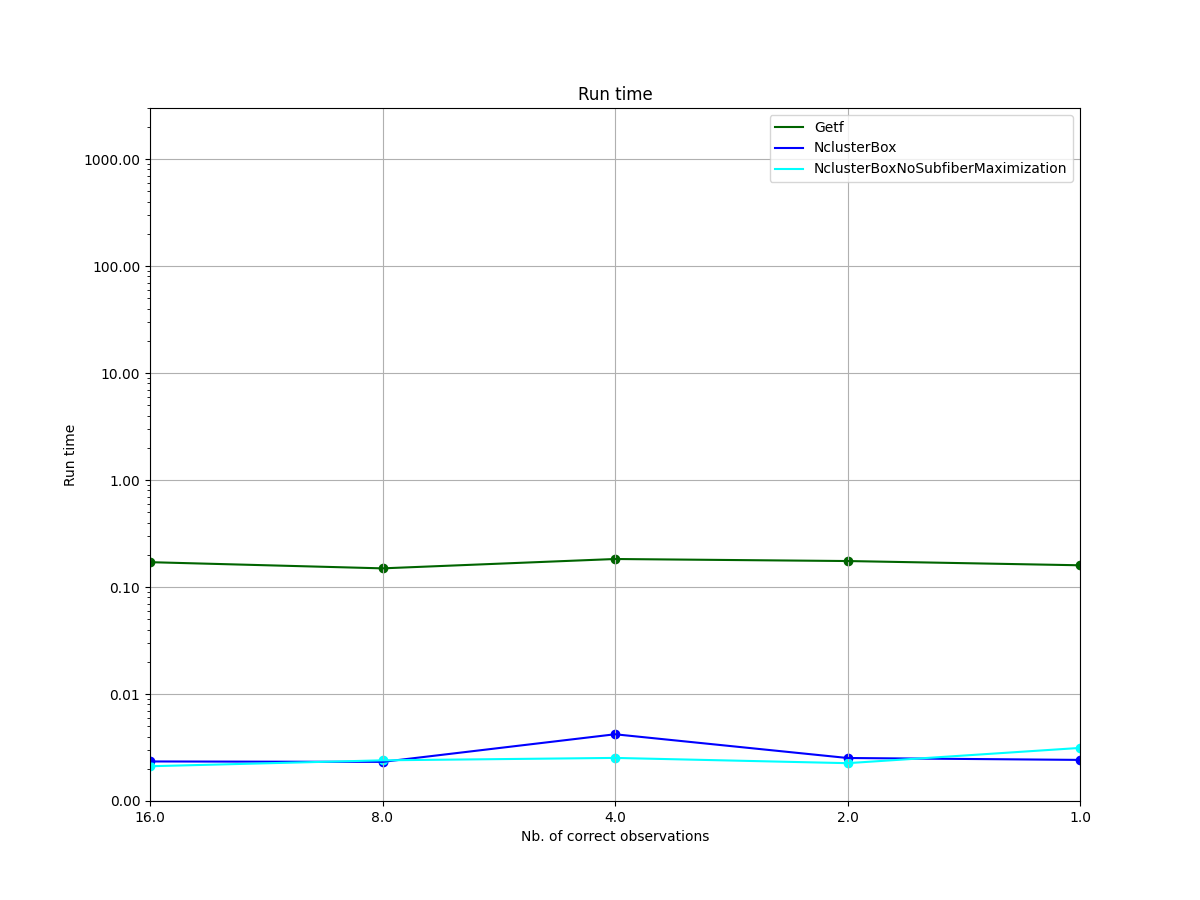 Run time
Getf
NclusterBox
NclusterBoxNoSubfiberMaximization
1000.00
100.00
10.00
1.00
0.10
0.01
0.00
Run time
16.0 8.0 4.0 2.0 1.0
Nb. of correct observations